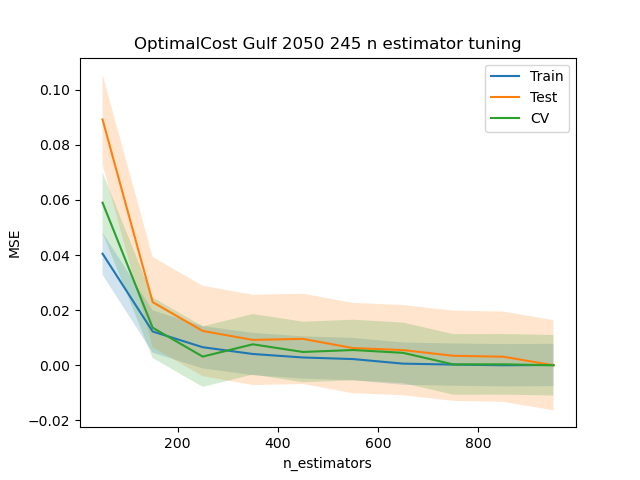 OptimalCost Gulf 2050 245 n estimator tuning
Train
Test
CV
MSE
0.10
0.08
0.06
0.04
0.02
0.00
−0.02
200
400
600
800
n_estimators